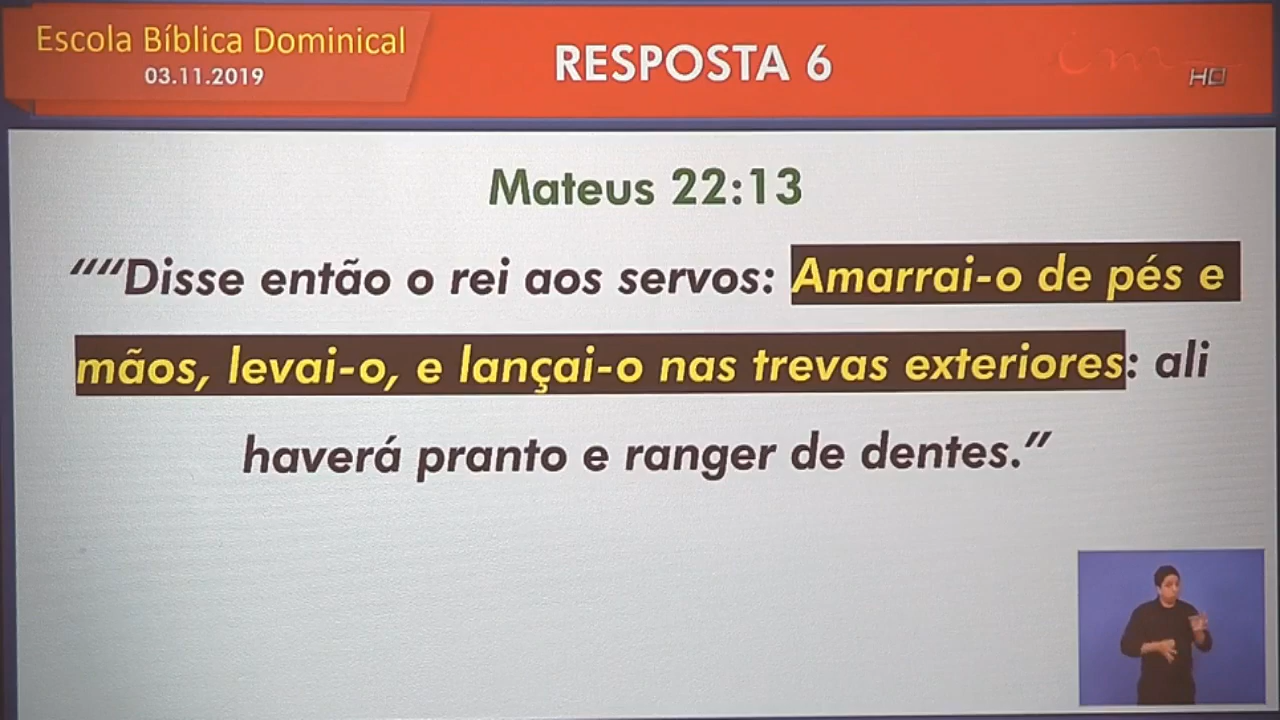 Escola Bíblica Dominical
03.11.2019
RESPOSTA 6
HD
Mateus 22:13
““Disse então o rei aos servos: Amarrai-o de pés e
mãos, levai-o, e lançai-o nas trevas exteriores: ali
haverá pranto e ranger de dentes.”